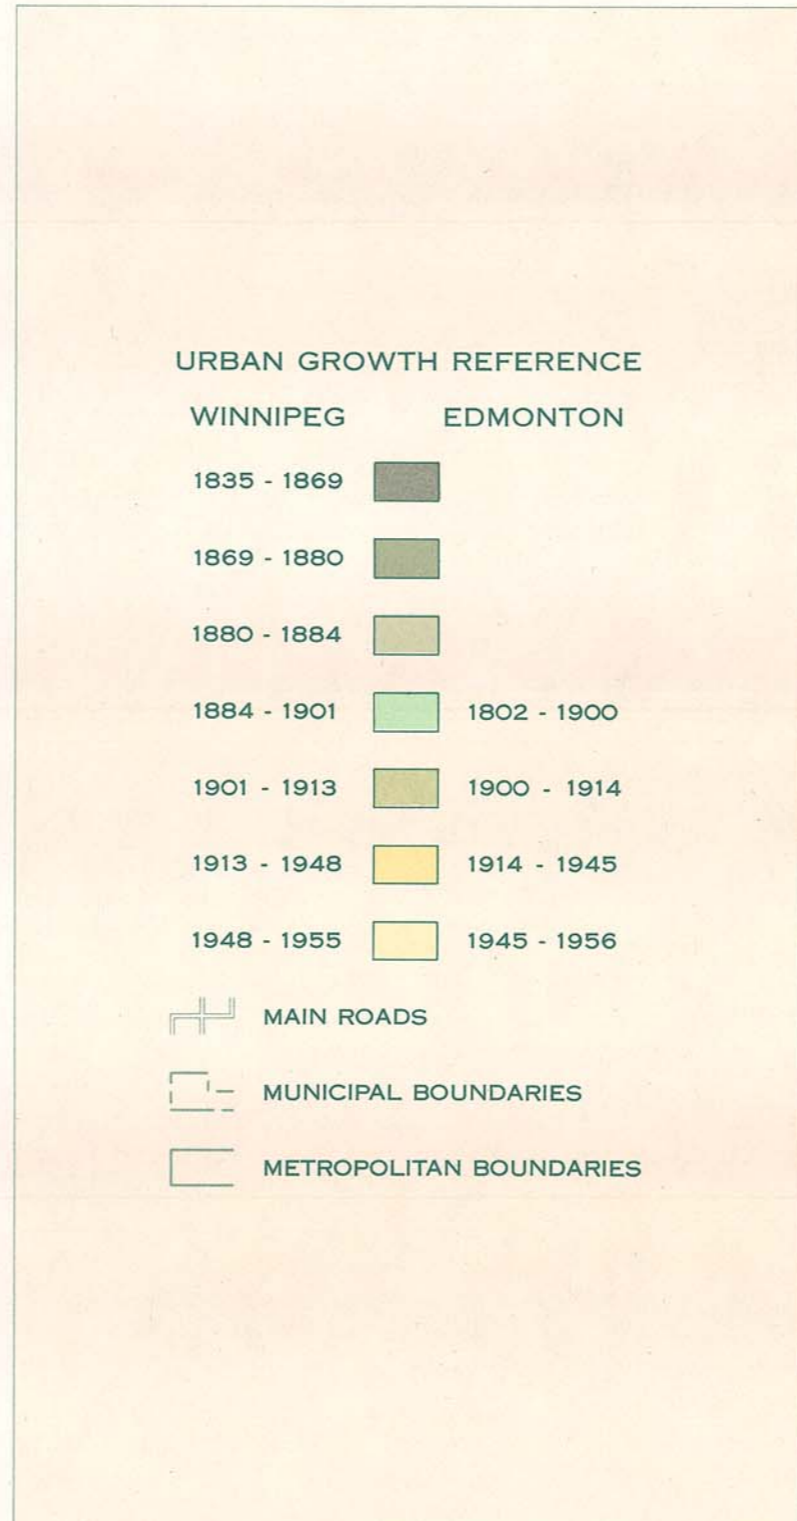 URBAN GROWTH REFERENCE
WINNIPEG EDMONTON
1835 - 1869
1869 - 1880
1880 - 1884
1884 - 1901 1802 - 1900
1901 - 1913 1900 - 1914
1913 - 1948 1914 - 1945
1948 - 1955 1945 - 1956
MAIN ROADS
MUNICIPAL BOUNDARIES
METROPOLITAN BOUNDARIES